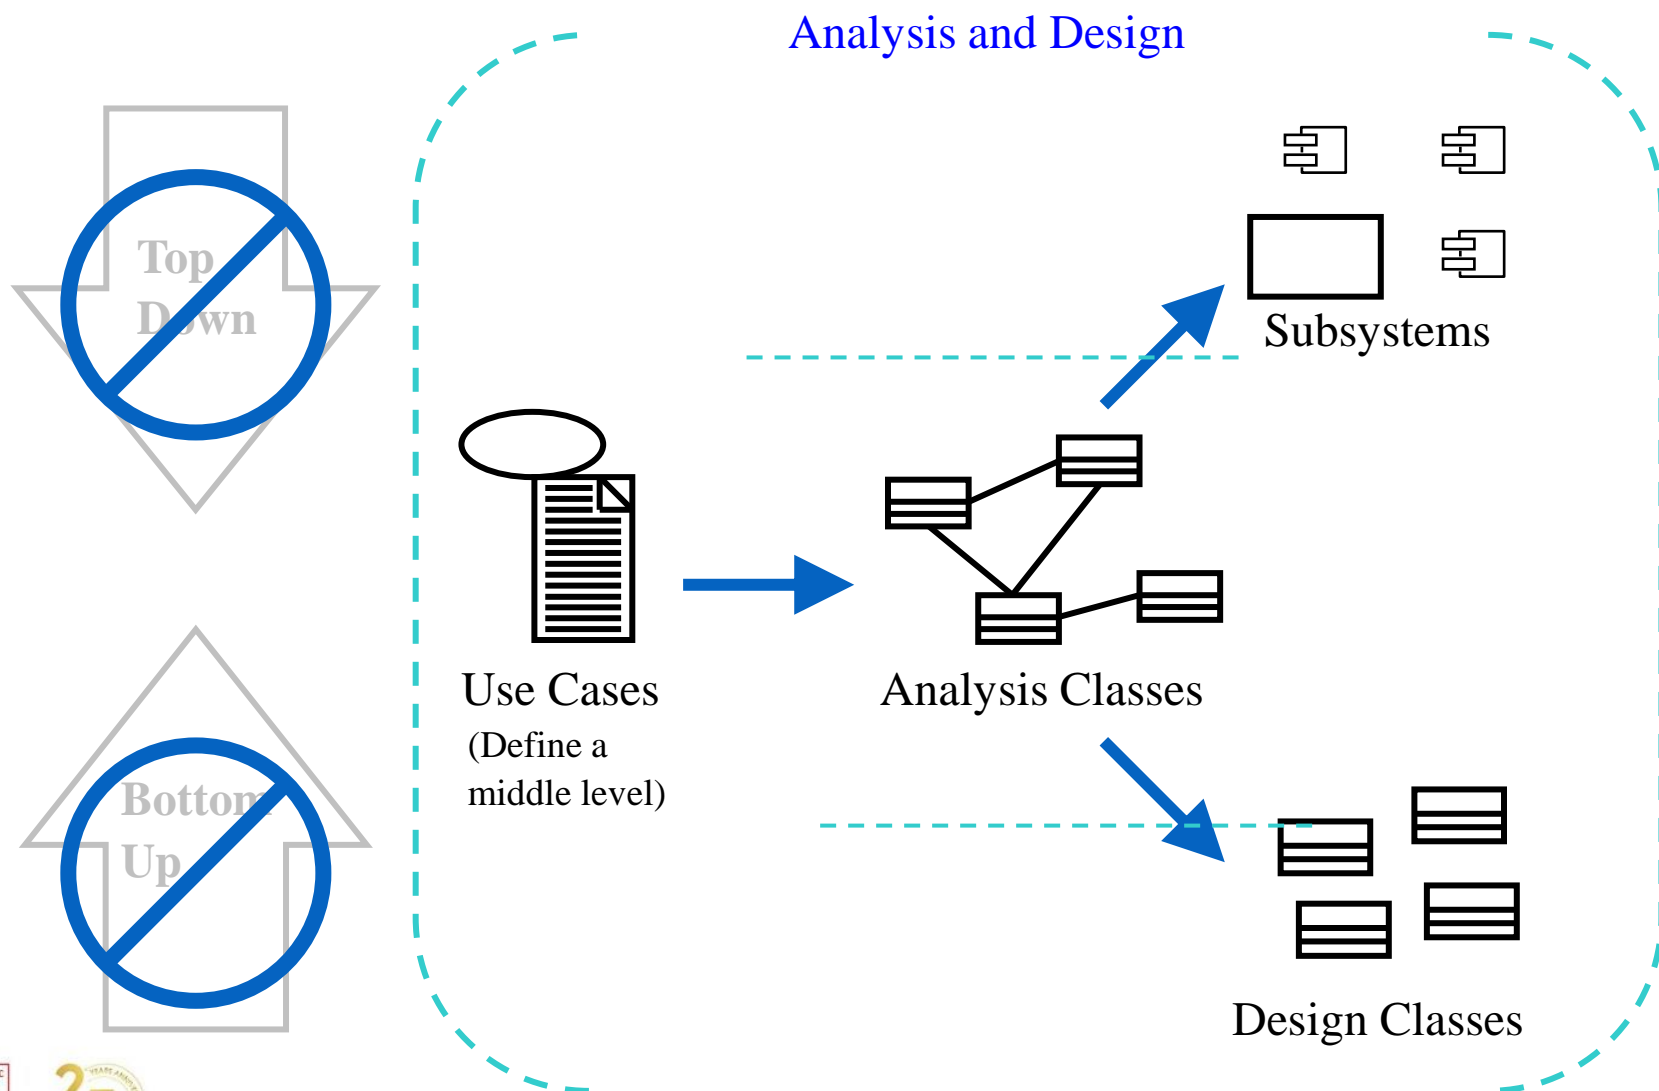 Analysis and Design
Top
Down
Subsystems
Use Cases
(Define a
middle level)
Analysis Classes
Bottom
Up
Design Classes